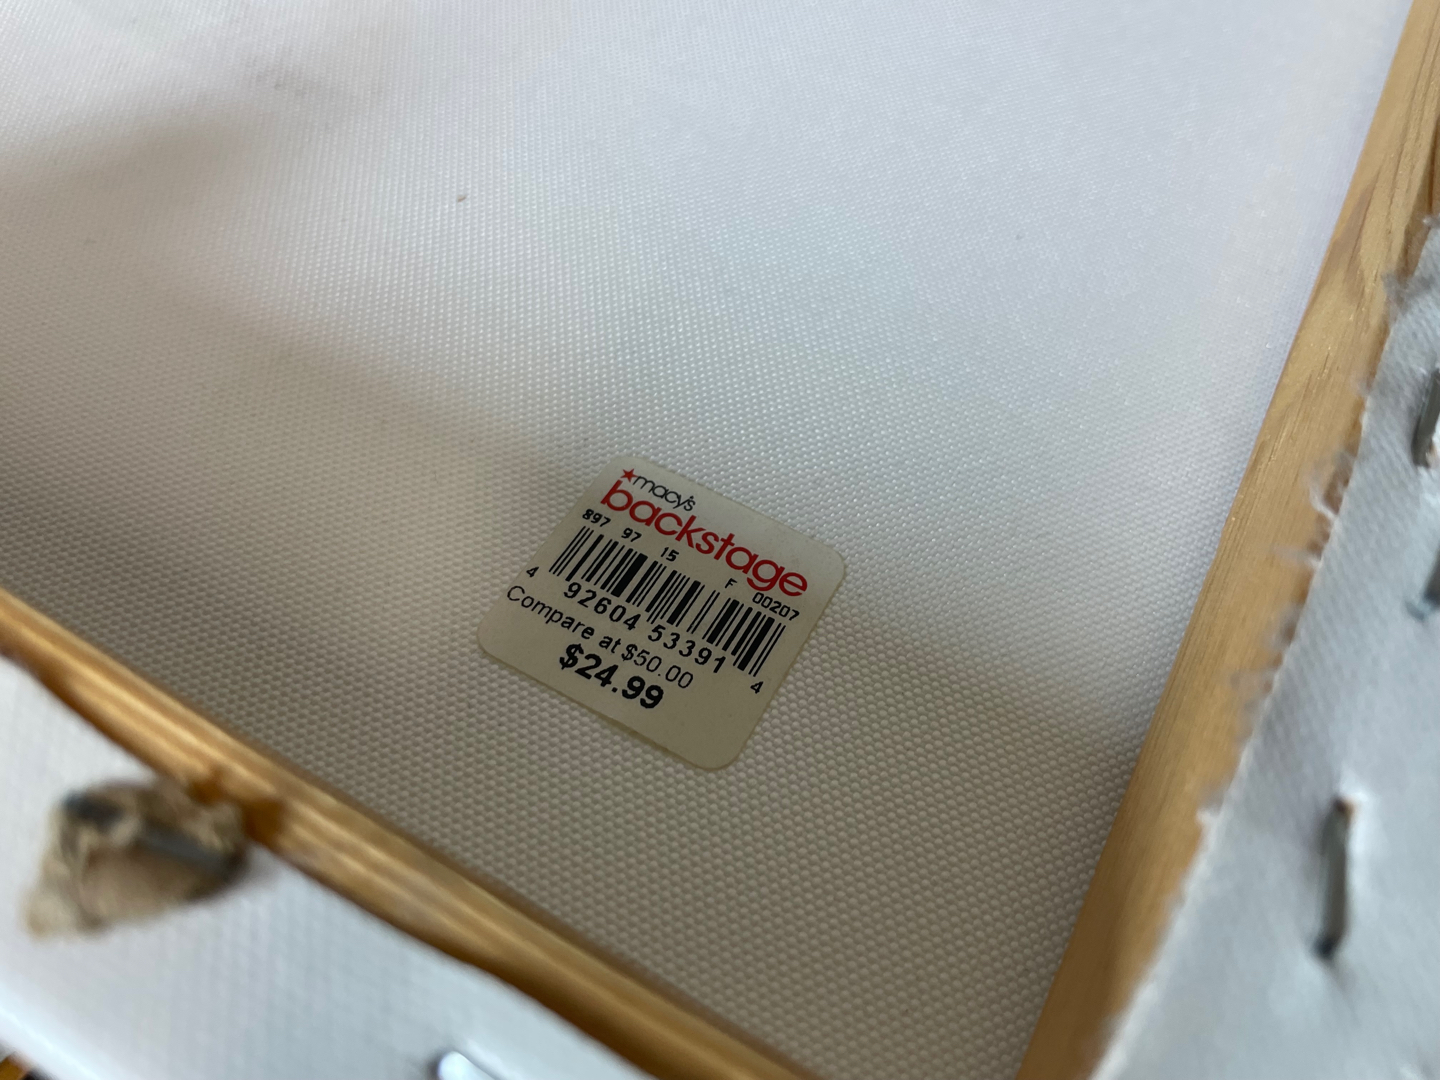 macy's
backstage
897 97 15 F 00207
4 92604 53391 4
Compare at $50.00
$24.99